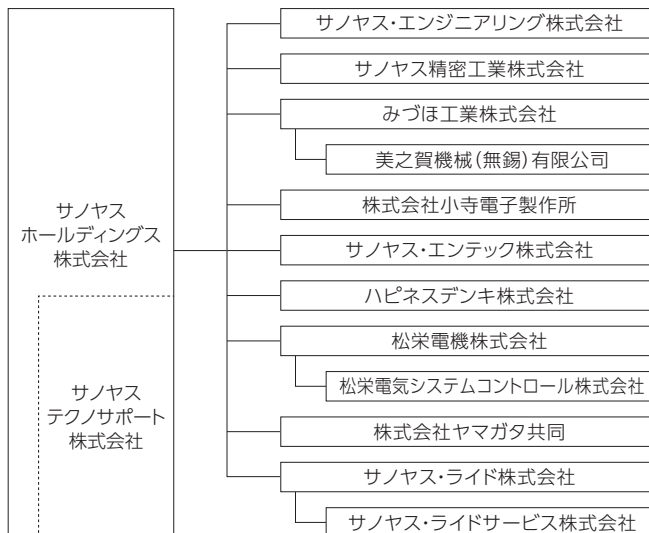 サノヤス
ホールディングス
株式会社
サノヤス
テクノサポート
株式会社
サノヤス・エンジニアリング株式会社
サノヤス精密工業株式会社
みづほ工業株式会社
美之賀機械(無錫)有限公司
株式会社小寺電子製作所
サノヤス・エンテック株式会社
ハピネスデンキ株式会社
松栄電機株式会社
松栄電気システムコントロール株式会社
株式会社ヤマガタ共同
サノヤス・ライド株式会社
サノヤス・ライドサービス株式会社